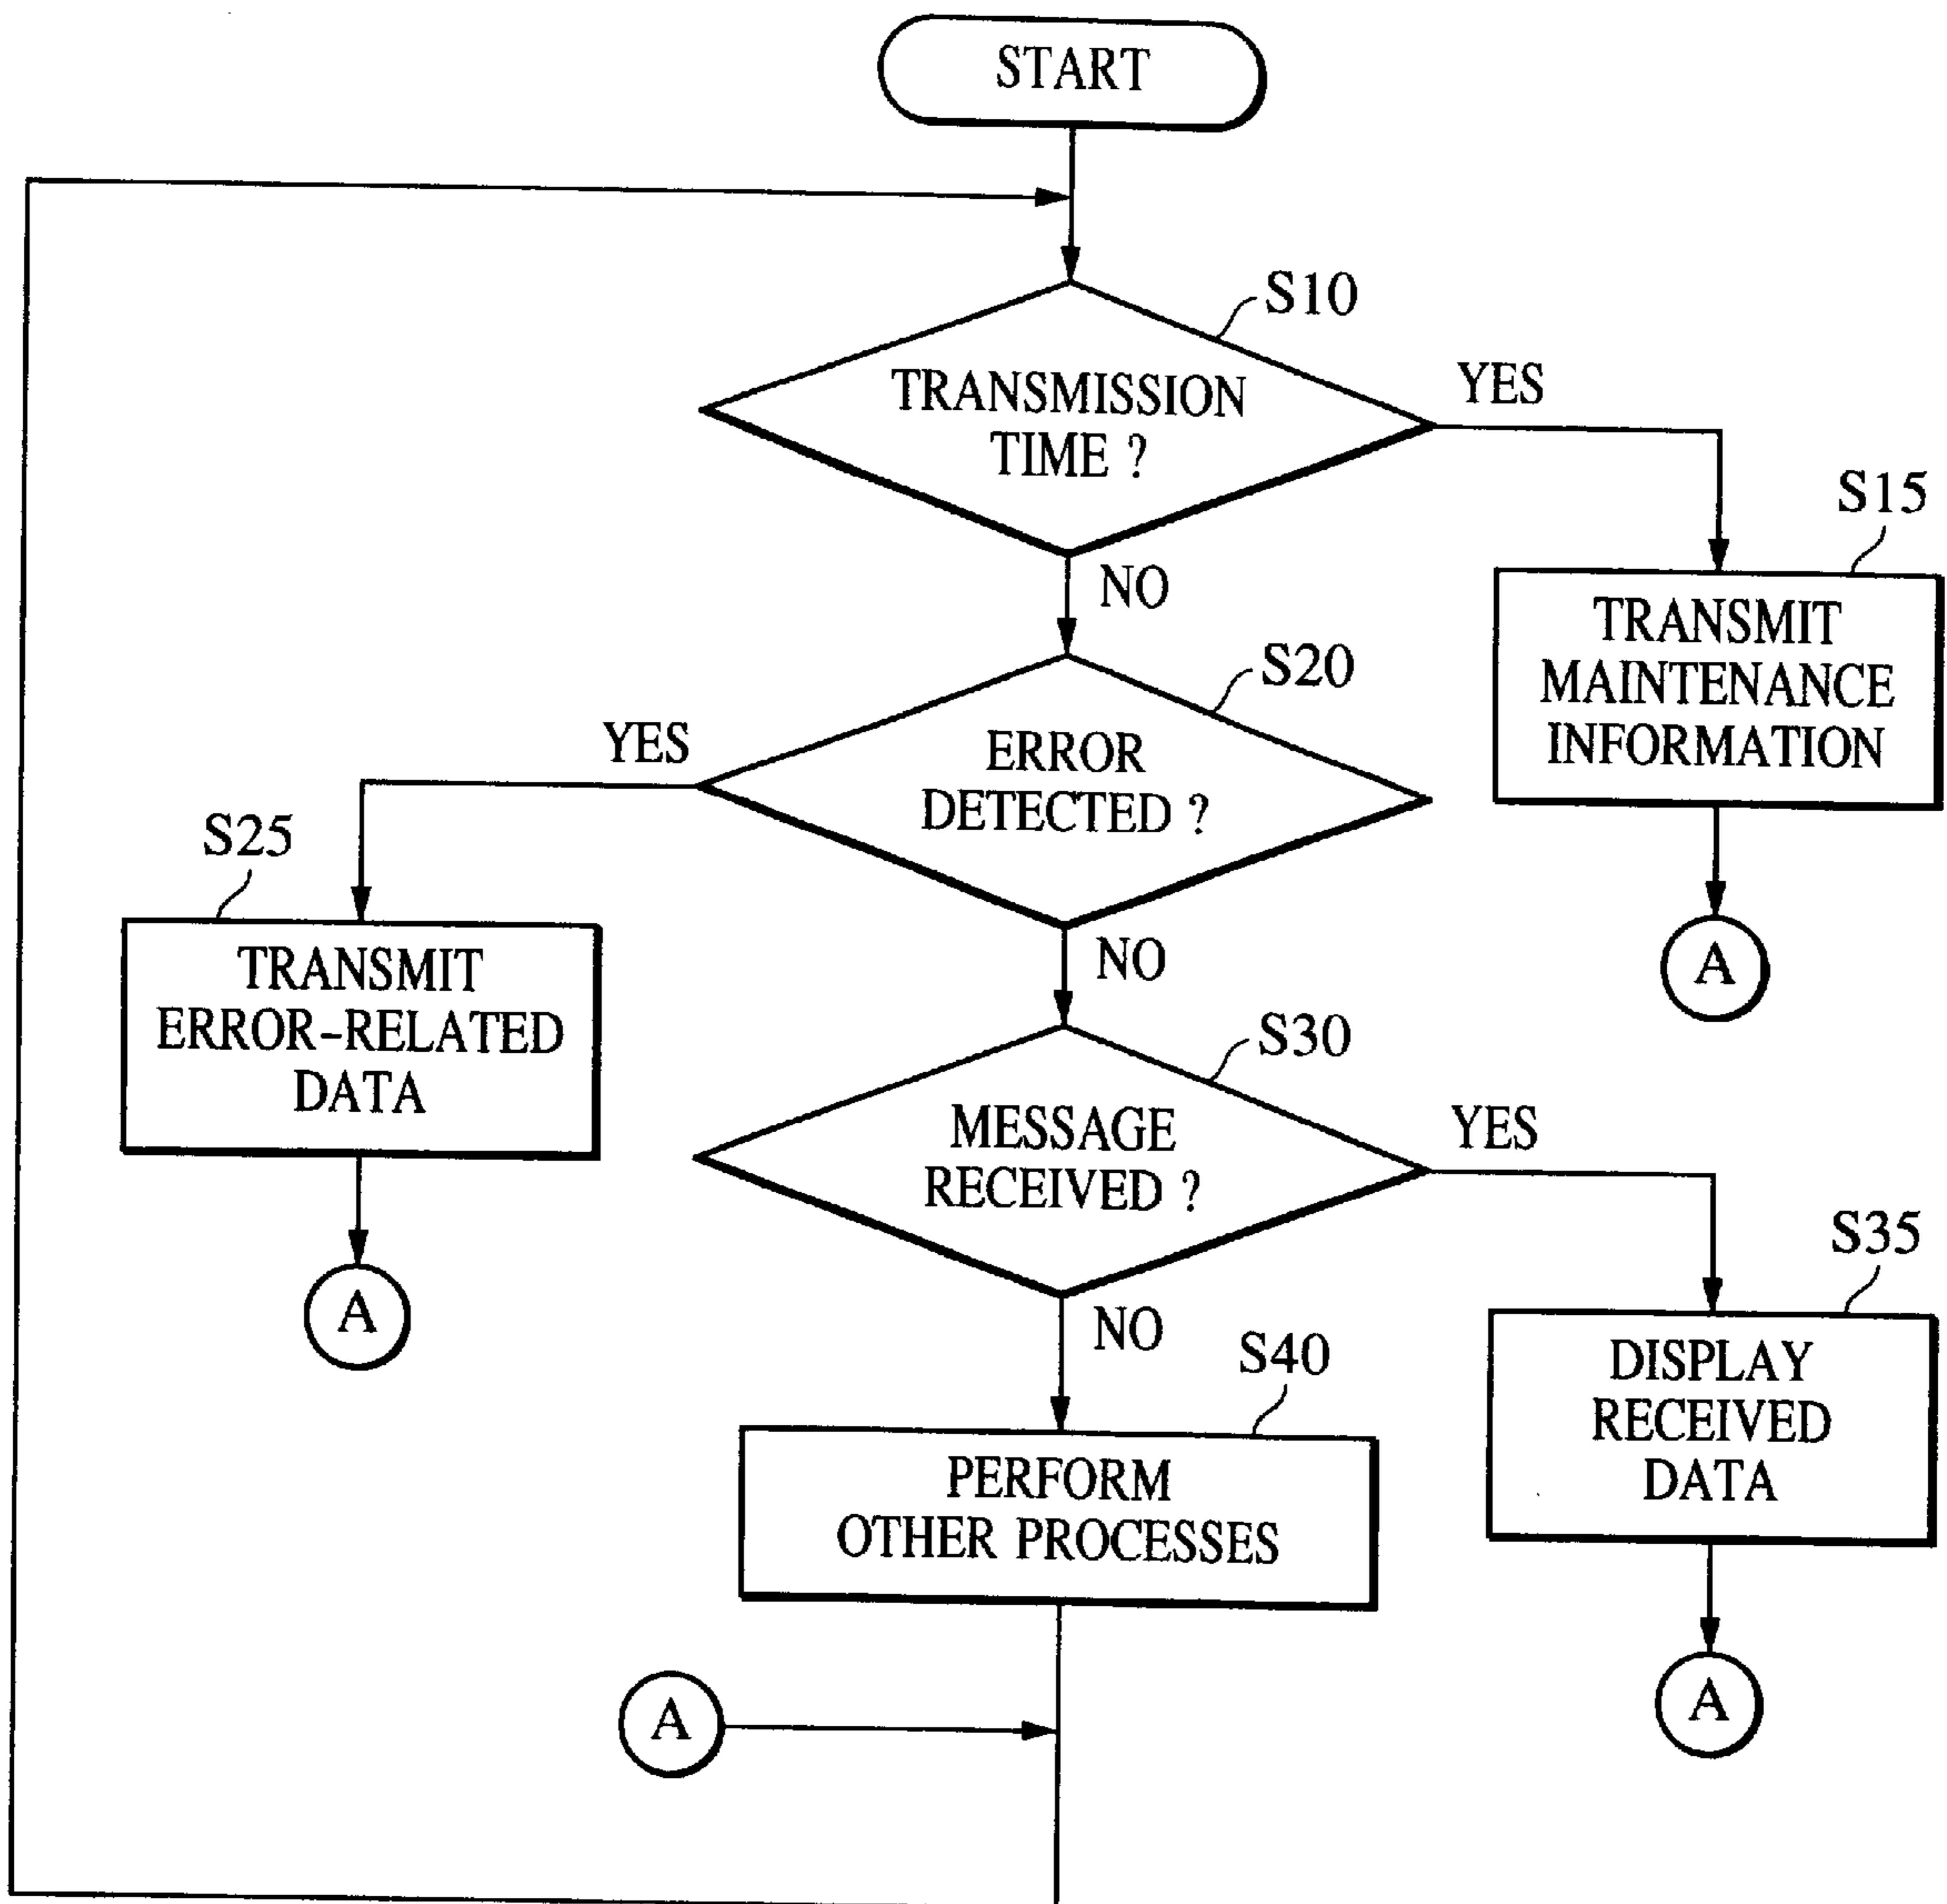 START
S10
TRANSMISSION
TIME ?
YES
NO
S15
TRANSMIT
MAINTENANCE
INFORMATION
A
S20
ERROR
DETECTED ?
YES
NO
S25
TRANSMIT
ERROR-RELATED
DATA
A
S30
MESSAGE
RECEIVED ?
YES
NO
S35
DISPLAY
RECEIVED
DATA
A
S40
PERFORM
OTHER PROCESSES
A